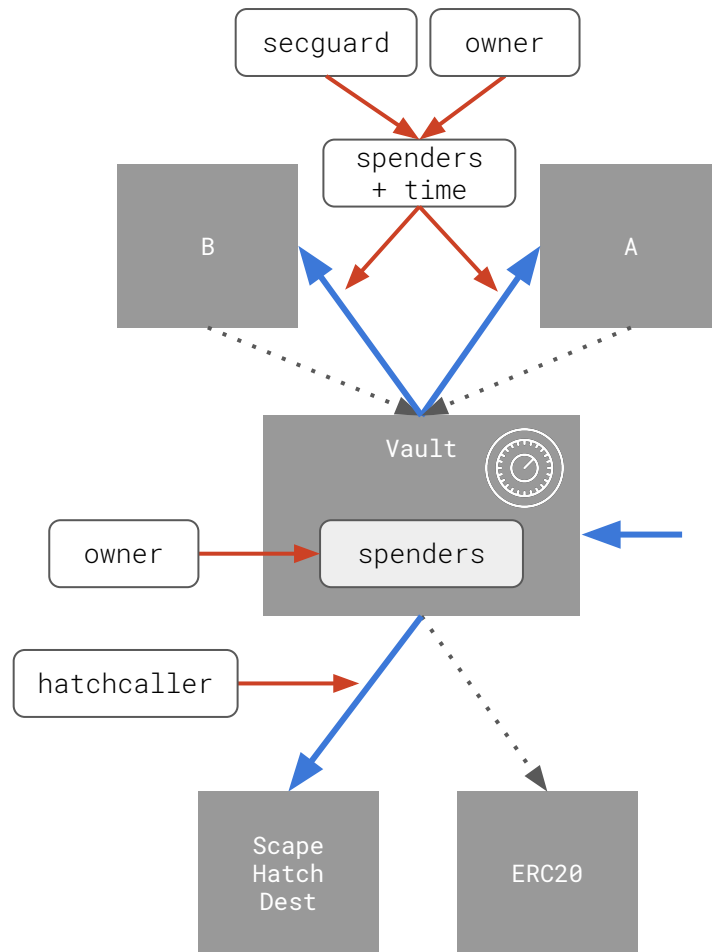 secguard
owner
spenders
+ time
B
A
Vault
owner
spenders
hatchcaller
Scape
Hatch
Dest
ERC20